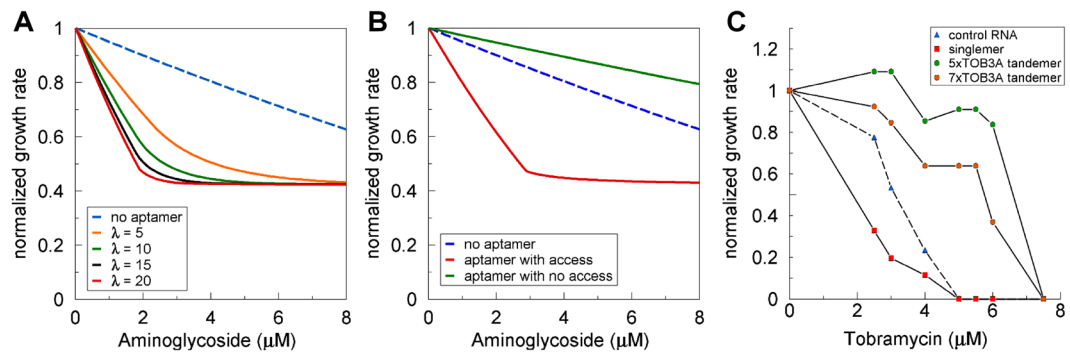 A
normalized growth rate
1
0.8
0.6
0.4
0.2
0
no aptamer
λ = 5
λ = 10
λ = 15
λ = 20
0 2 4 6 8
Aminoglycoside (μM)
B
normalized growth rate
1
0.8
0.6
0.4
0.2
0
no aptamer
aptamer with access
aptamer with no access
0 2 4 6 8
Aminoglycoside (μM)
C
control RNA
singlemer
5xTOB3A tandemer
7xTOB3A tandemer
normalized growth rate
1.2
1
0.8
0.6
0.4
0.2
0
0 2 4 6 8
Tobramycin (μM)